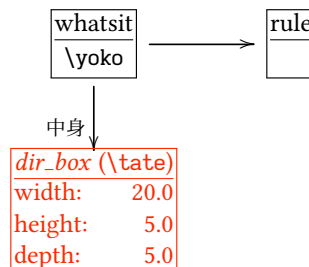 whatsit
\yoko
rule
中身
dir_box (\tate)
width: 20.0
height: 5.0
depth: 5.0